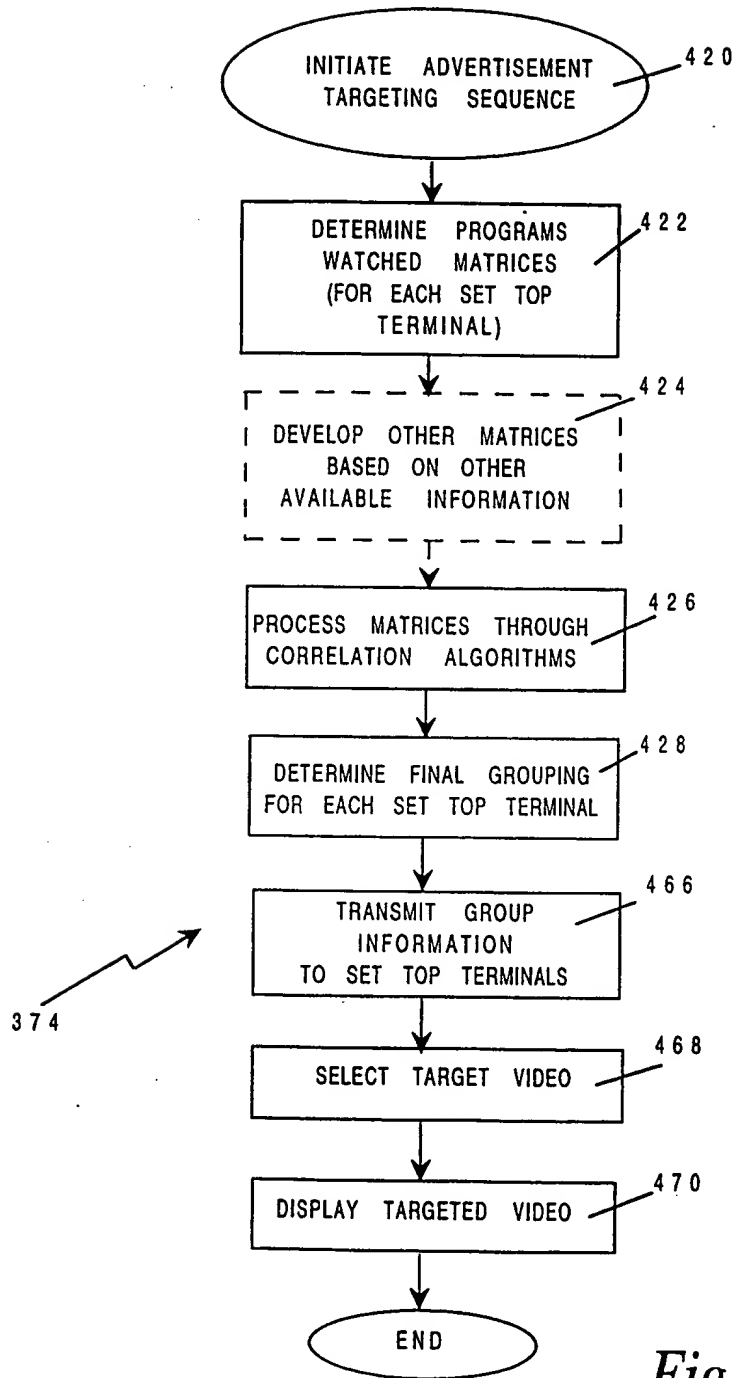 INITIATE ADVERTISEMENT
TARGETING SEQUENCE
420
DETERMINE PROGRAMS
WATCHED MATRICES
(FOR EACH SET TOP
TERMINAL)
422
DEVELOP OTHER MATRICES
BASED ON OTHER
AVAILABLE INFORMATION
424
PROCESS MATRICES THROUGH
CORRELATION ALGORITHMS
426
DETERMINE FINAL GROUPING
FOR EACH SET TOP TERMINAL
428
TRANSMIT GROUP
INFORMATION
TO SET TOP TERMINALS
466
374
SELECT TARGET VIDEO
468
DISPLAY TARGETED VIDEO
470
END
Fig